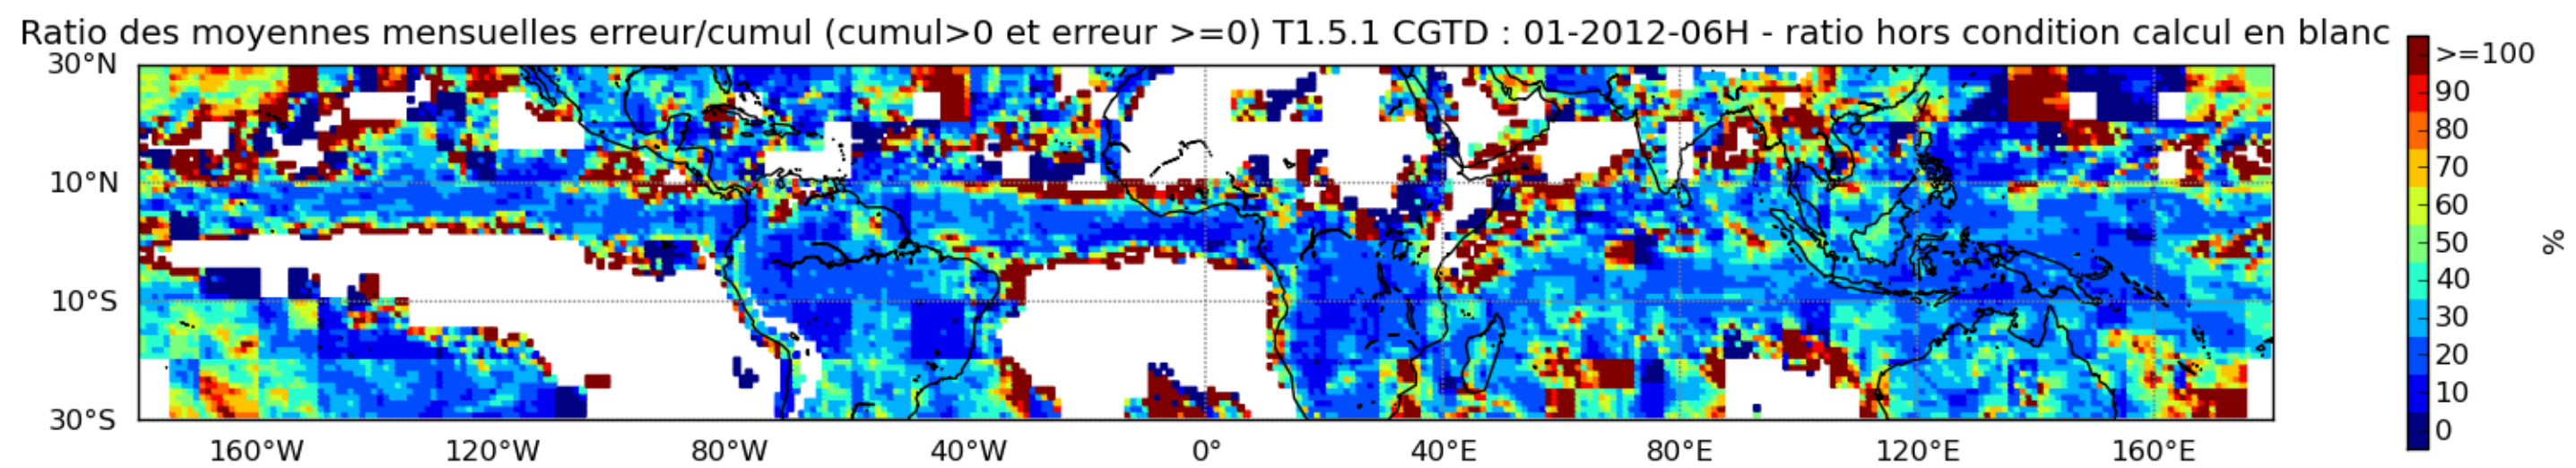 Ratio des moyennes mensuelles erreur/cumul (cumul>0 et erreur >=0) T1.5.1 CGTD : 01-2012-06H - ratio hors condition calcul en blanc
30°N
10°N
10°S
30°S
160°W 120°W 80°W 40°W 0° 40°E 80°E 120°E 160°E
>=100
90
80
70
60
50
40
30
20
10
0
%